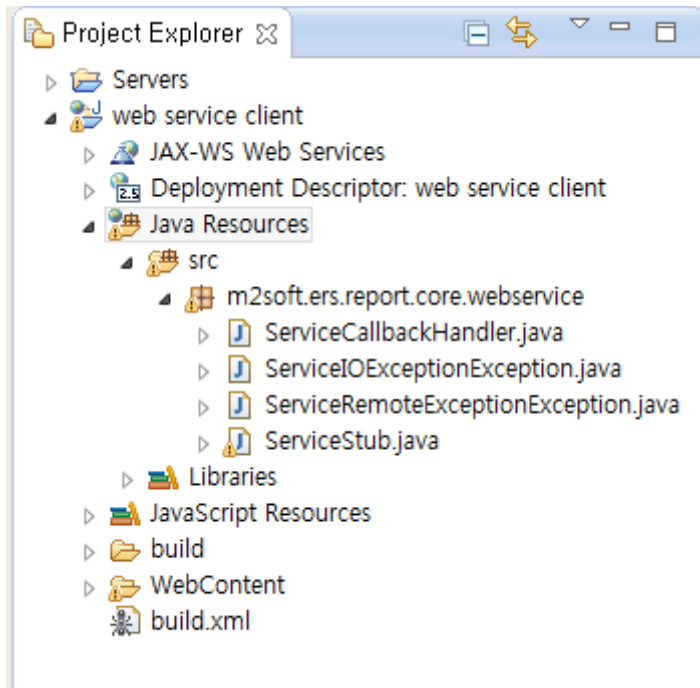 Project Explorer
Servers
web service client
JAX-WS Web Services
2.5 Deployment Descriptor: web service client
Java Resources
src
m2soft.ers.report.core.webservice
J ServiceCallbackHandler.java
J ServiceIOExceptionException.java
J ServiceRemoteExceptionException.java
J ServiceStub.java
Libraries
JavaScript Resources
build
WebContent
build.xml